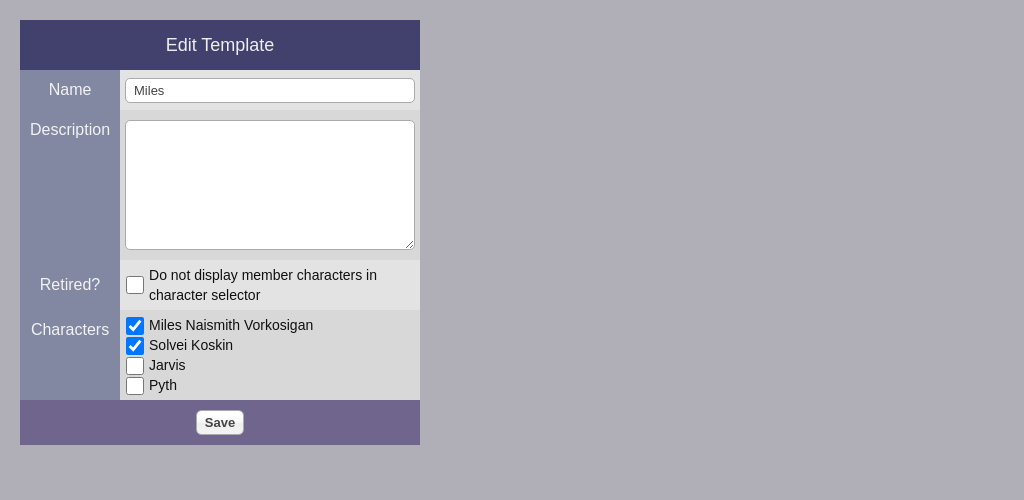 Edit Template
Name
Miles
Description
Retired?
Do not display member characters in
character selector
Characters
Miles Naismith Vorkosigan
Solvei Koskin
Jarvis
Pyth
Save